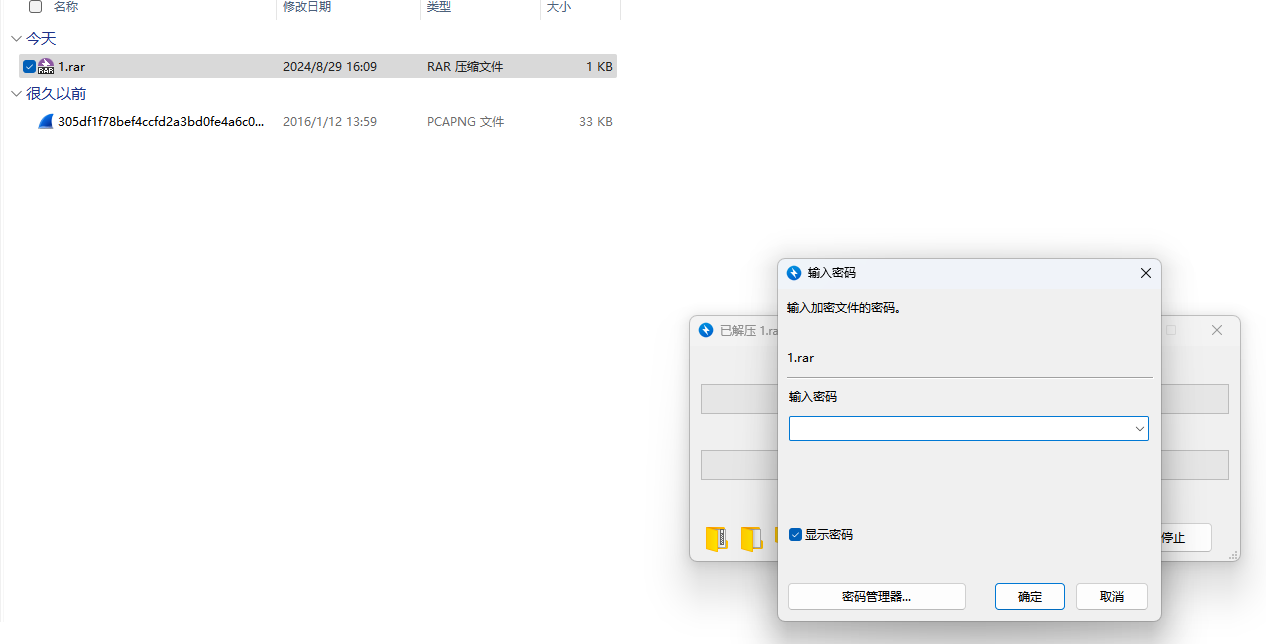 名称 修改日期 类型 大小
今天
RAR 1.rar 2024/8/29 16:09 RAR 压缩文件 1 KB
很久以前
305df1f78bef4ccfd2a3bd0fe4a6c0... 2016/1/12 13:59 PCAPNG 文件 33 KB
输入密码
输入加密文件的密码。
已解压 1.ra
1.rar
输入密码
显示密码
停止
密码管理器... 确定 取消